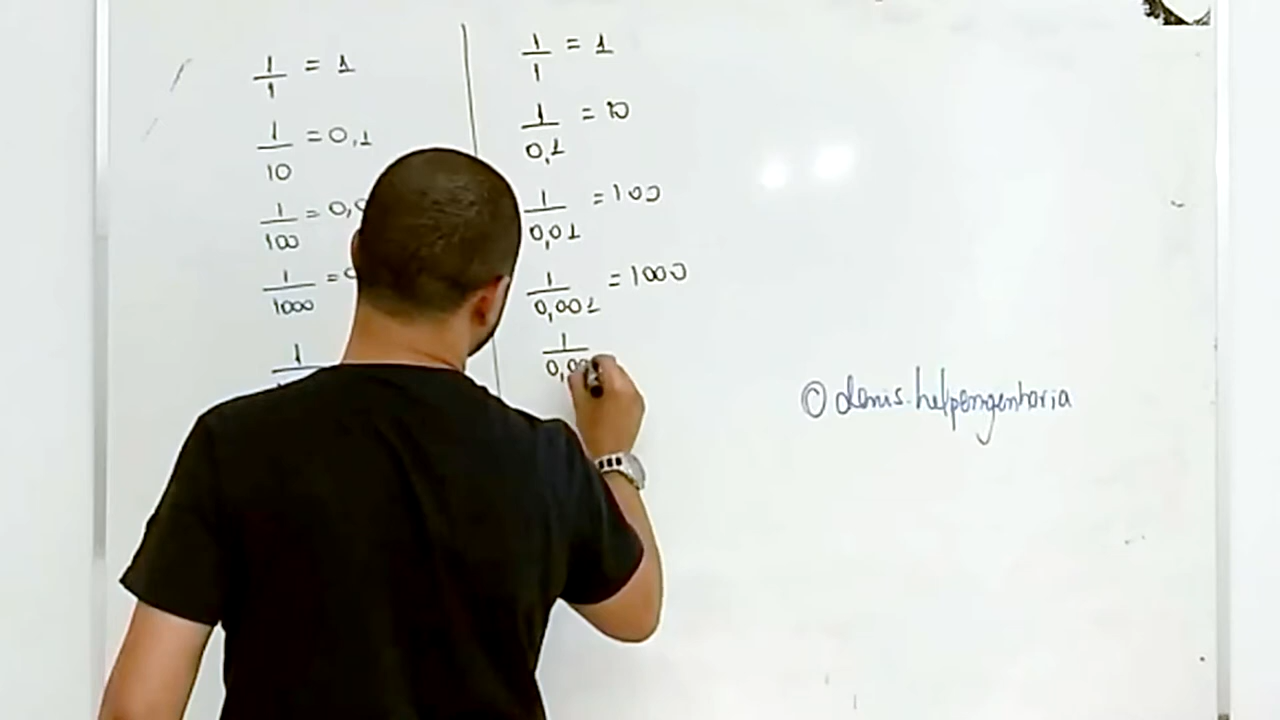 1/1 = 1
1/10 = 0,1
1/100 = 0,0
1/1000 =
1
1/1 = 1
1/0,1 = 10
1/0,01 = 100
1/0,001 = 1000
1/0,00
@denis.helpengenharia